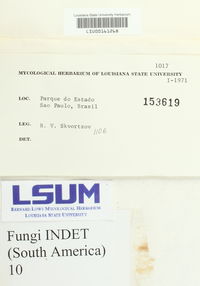 Louisiana State University Herbarium
LSU00161268
1017
MYCOLOGICAL HERBARIUM OF LOUISIANA STATE UNIVERSITY
I-1971
LOC. Parque do Estado
Sao Paulo, Brasil
153619
LEG. B. V. Skvortzov 1106
DET.
LSUM
BERNARD LOWY MYCOLOGICAL HERBARIUM
LOUISIANA STATE UNIVERSITY
Fungi INDET
(South America)
10